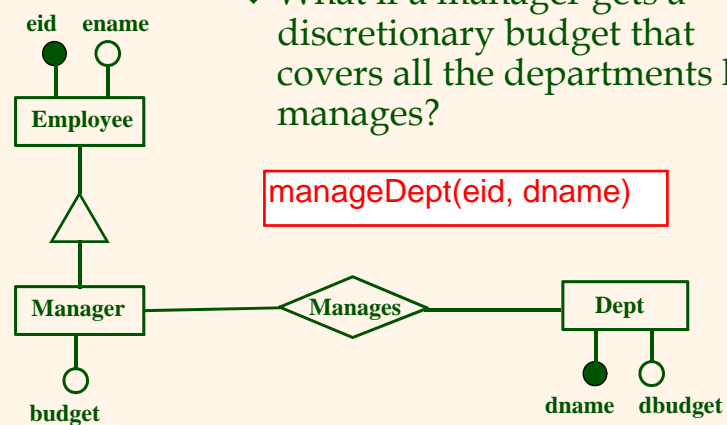 What if a manager gets a
discretionary budget that
covers all the departments
manages?
eid ename
Employee
manageDept(eid, dname)
Manager
Manages
Dept
budget
dname dbudget